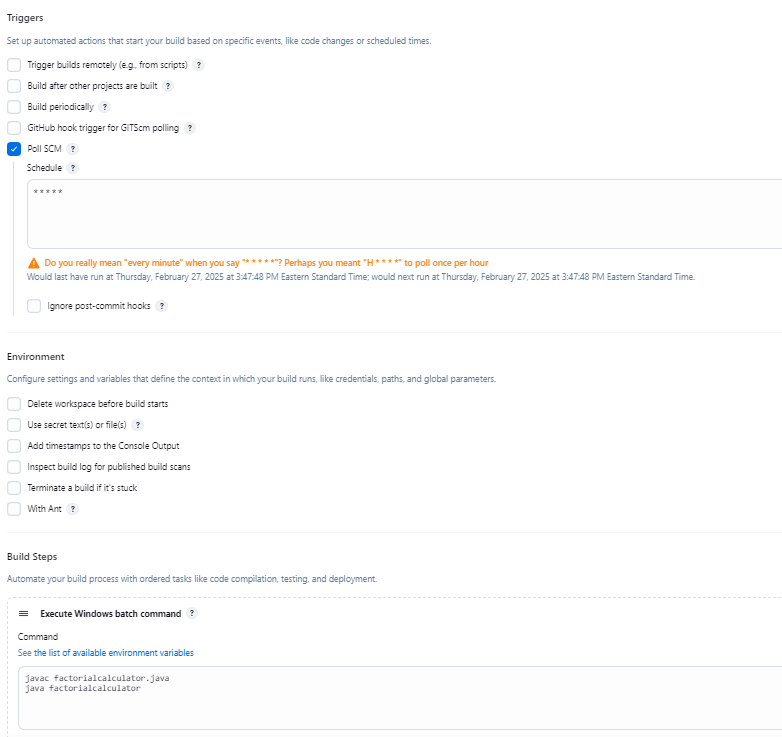 Triggers
Set up automated actions that start your build based on specific events, like code changes or scheduled times.
Trigger builds remotely (e.g., from scripts) ?
Build after other projects are built ?
Build periodically ?
GitHub hook trigger for GITScm polling ?
Poll SCM ?
Schedule ?
* * * * *
Do you really mean "every minute" when you say "* * * * *"? Perhaps you meant "H * * * *" to poll once per hour
Would last have run at Thursday, February 27, 2025 at 3:47:48 PM Eastern Standard Time; would next run at Thursday, February 27, 2025 at 3:47:48 PM Eastern Standard Time.
Ignore post-commit hooks ?
Environment
Configure settings and variables that define the context in which your build runs, like credentials, paths, and global parameters.
Delete workspace before build starts
Use secret text(s) or file(s) ?
Add timestamps to the Console Output
Inspect build log for published build scans
Terminate a build if it's stuck
With Ant ?
Build Steps
Automate your build process with ordered tasks like code compilation, testing, and deployment.
Execute Windows batch command ?
Command
See the list of available environment variables
javac factorialcalculator.java
java factorialcalculator